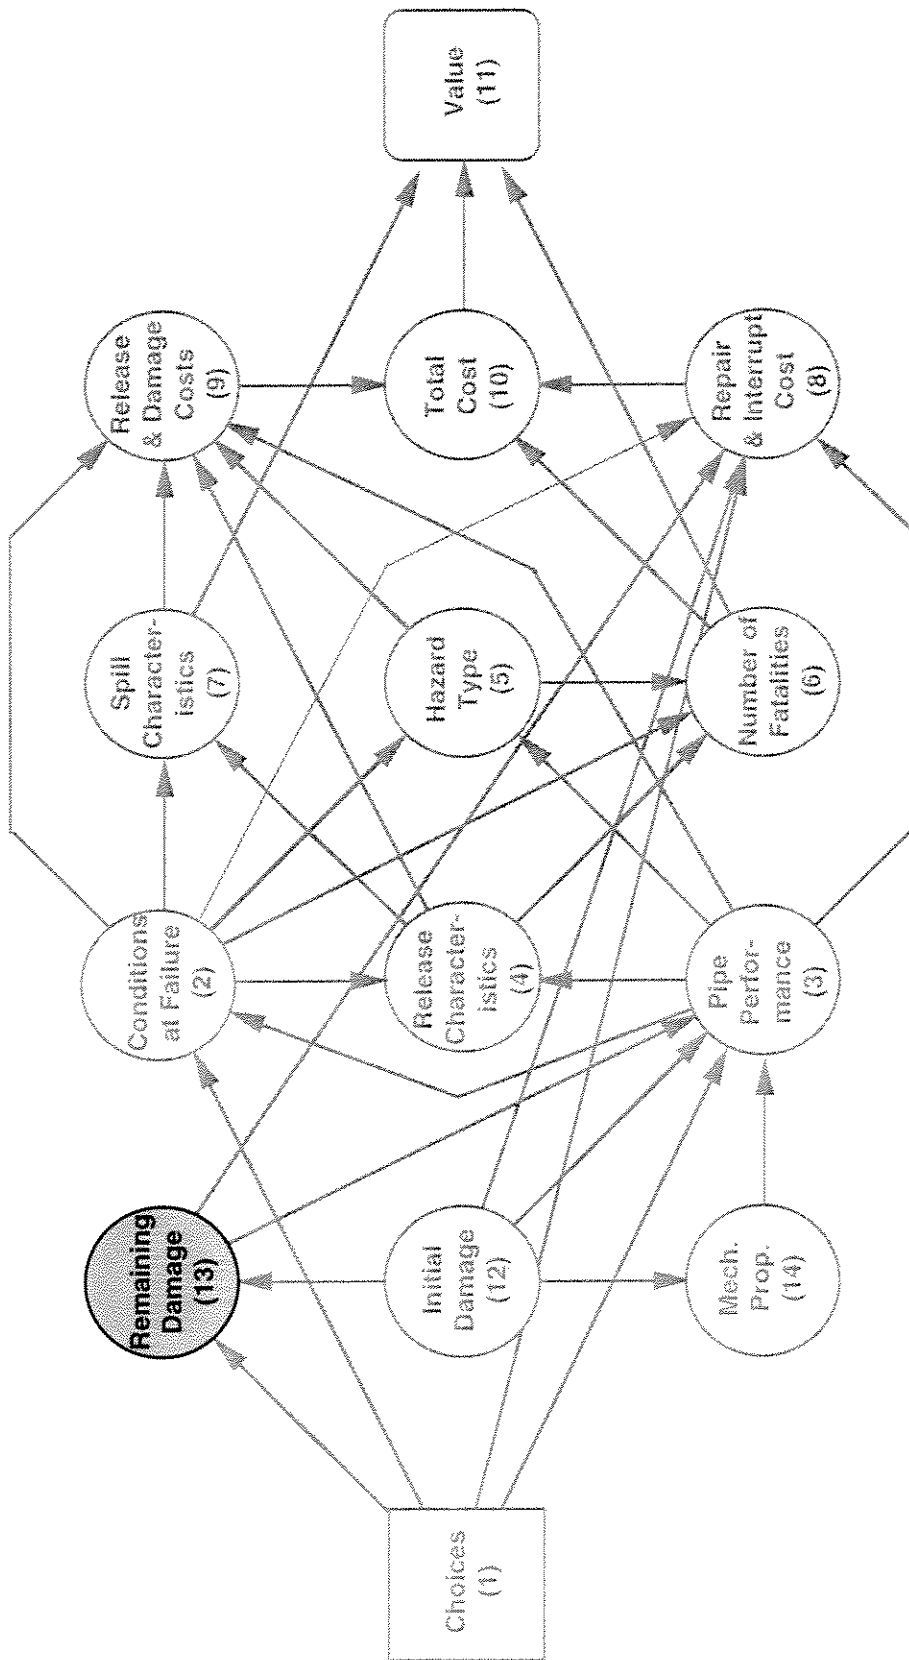 Choices
(1)
Remaining
Damage
(13)
Initial
Damage
(12)
Mech.
Prop.
(14)
Conditions
at Failure
(2)
Release
Character-
istics
(4)
Pipe
Perfor-
mance
(3)
Spill
Character-
istics
(7)
Hazard
Type
(5)
Number of
Fatalities
(6)
Release
& Damage
Costs
(9)
Total
Cost
(10)
Repair
& Interrupt
Cost
(8)
Value
(11)